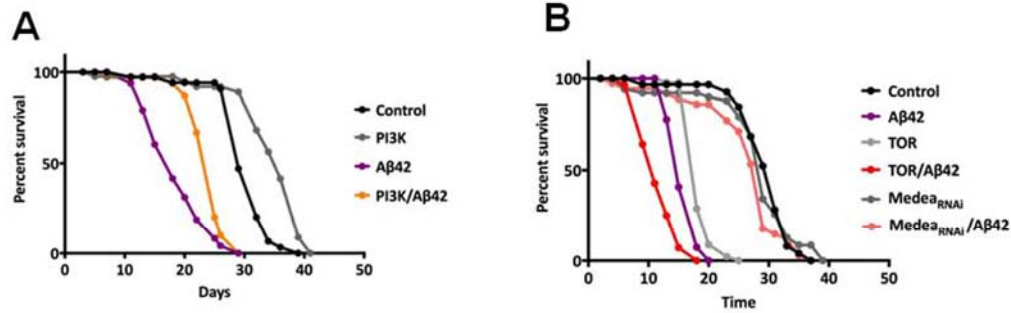 A
Percent survival
100
50
0
0 10 20 30 40 50
Days
Control
PI3K
Aβ42
PI3K/Aβ42
B
Percent survival
100
50
0
0 10 20 30 40 50
Time
Control
Aβ42
TOR
TOR/Aβ42
MedeaRNAi
MedeaRNAi/Aβ42